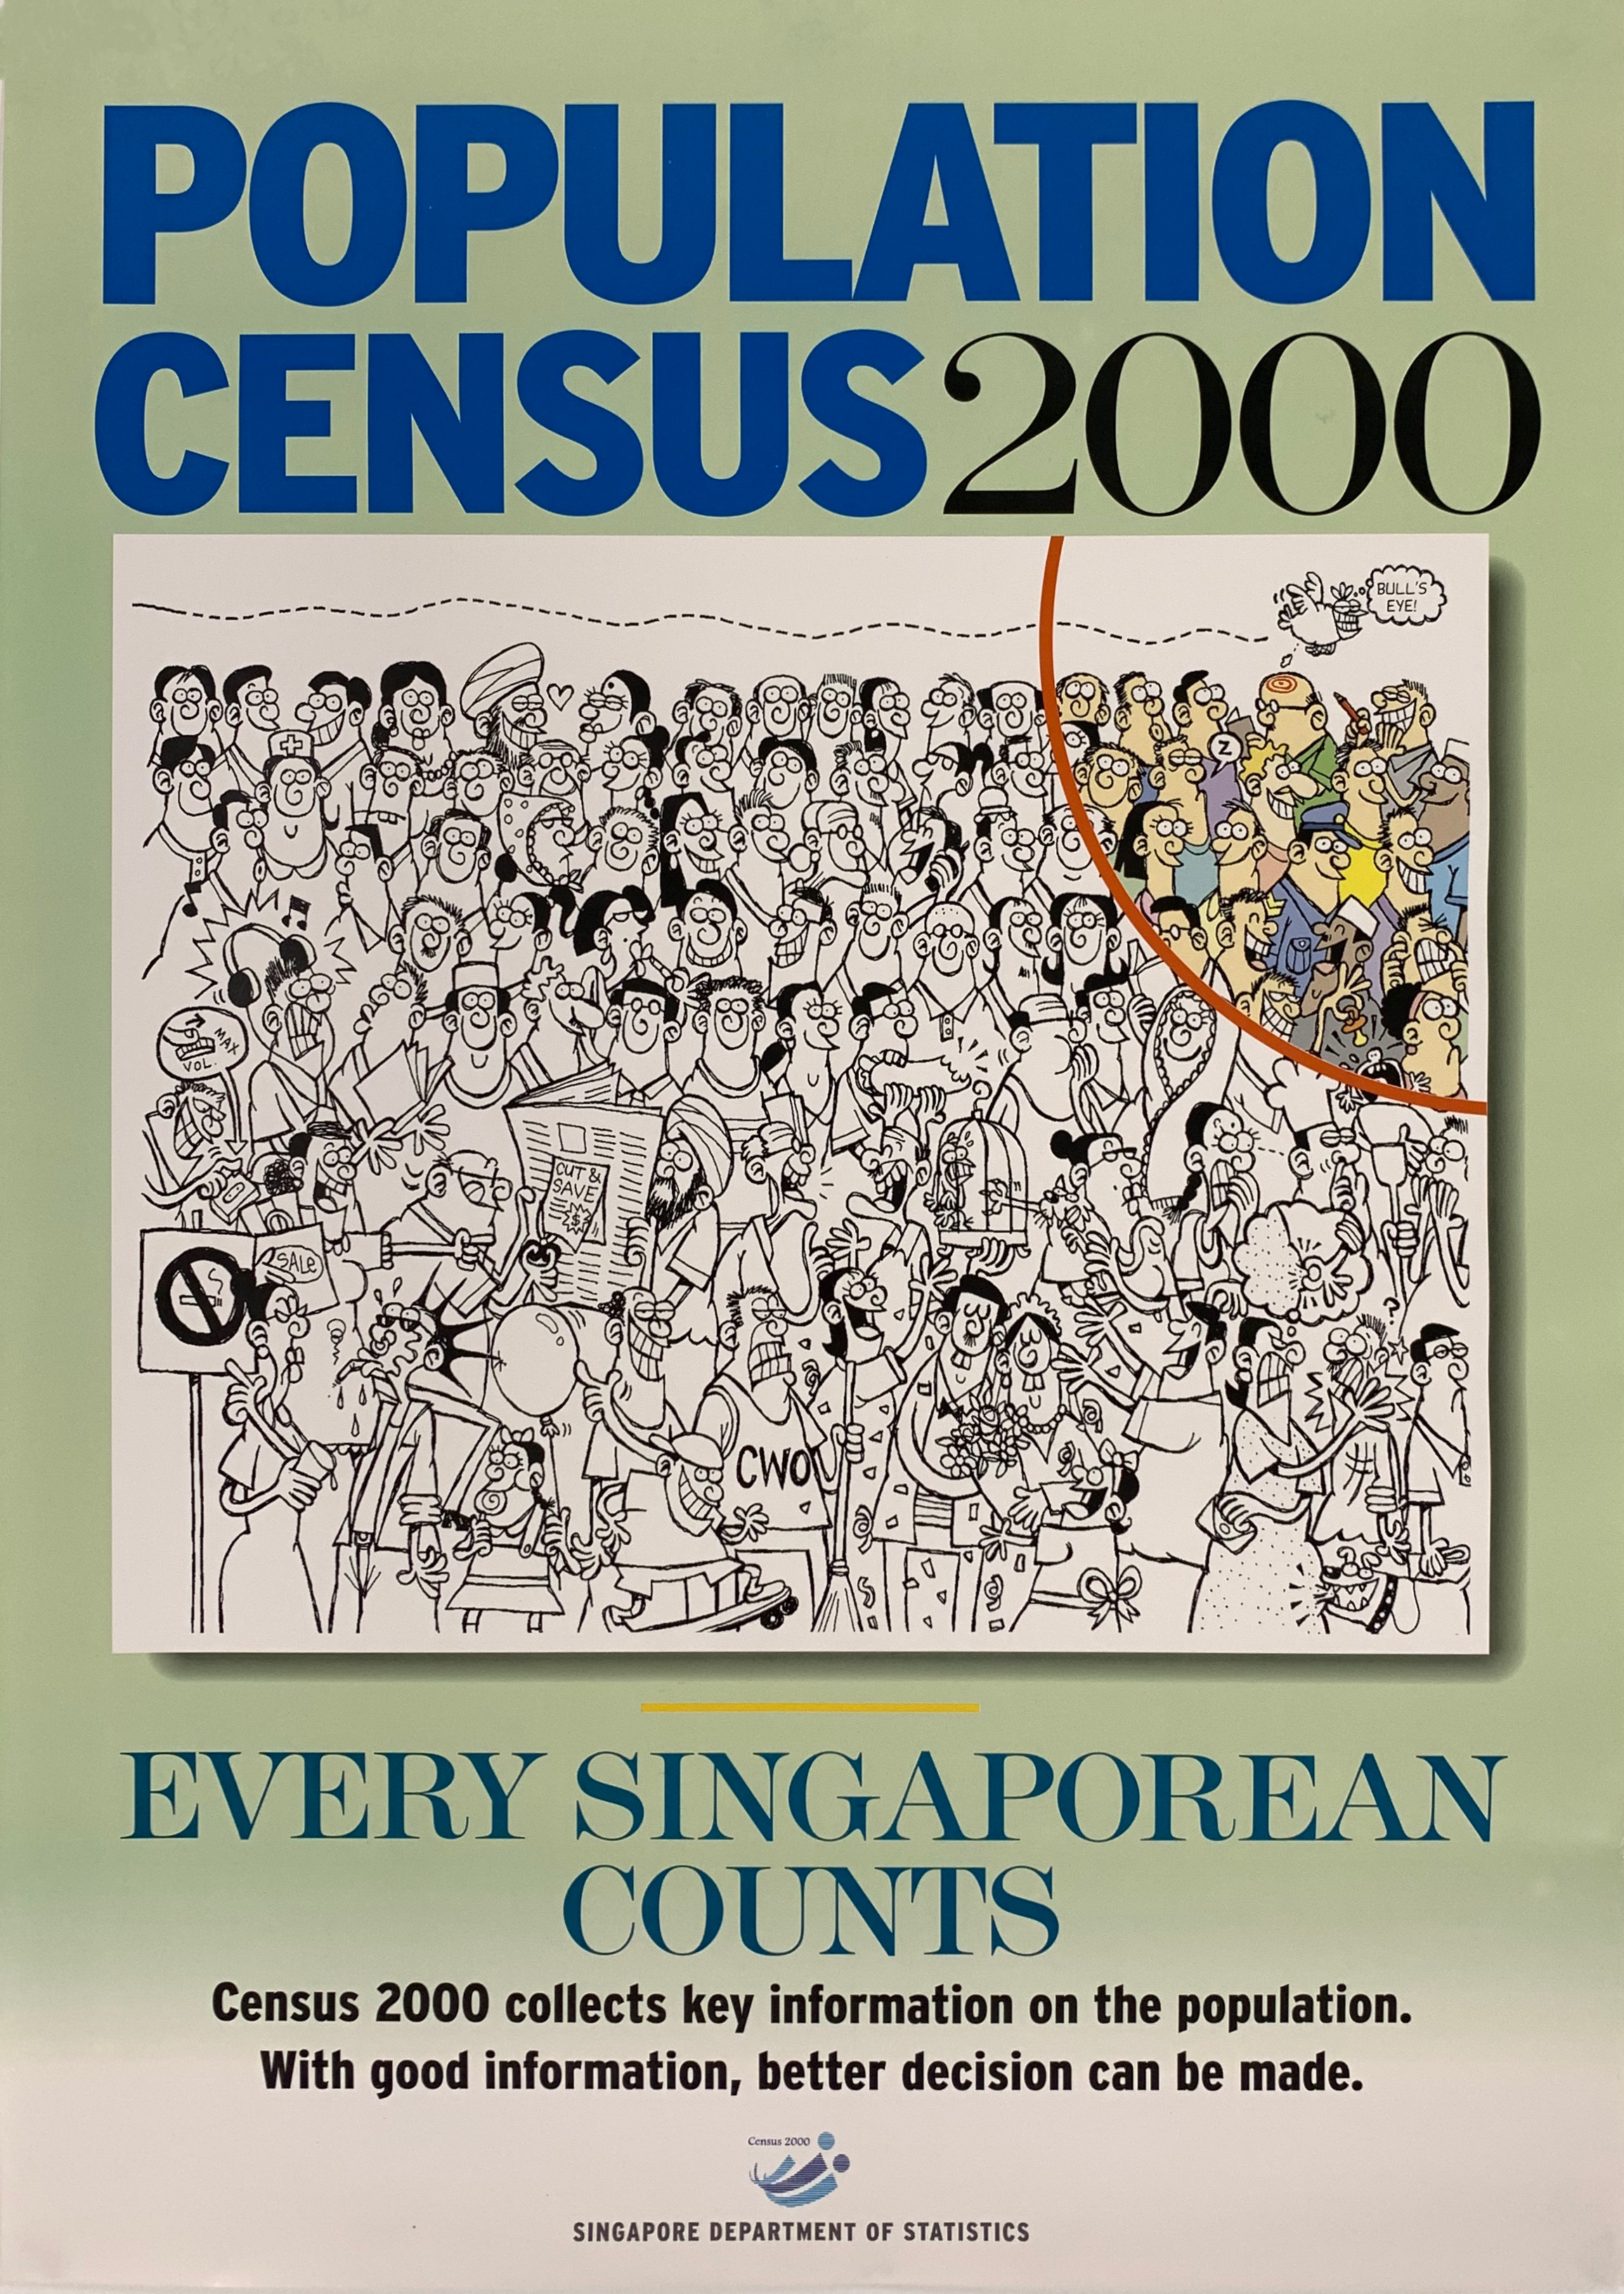 POPULATION
CENSUS 2000
BULL'S
EYE!
Z
MAX
VOL.
CUT &
SAVE
$
SALE
CWO
?
EVERY SINGAPOREAN
COUNTS
Census 2000 collects key information on the population.
With good information, better decision can be made.
Census 2000
SINGAPORE DEPARTMENT OF STATISTICS